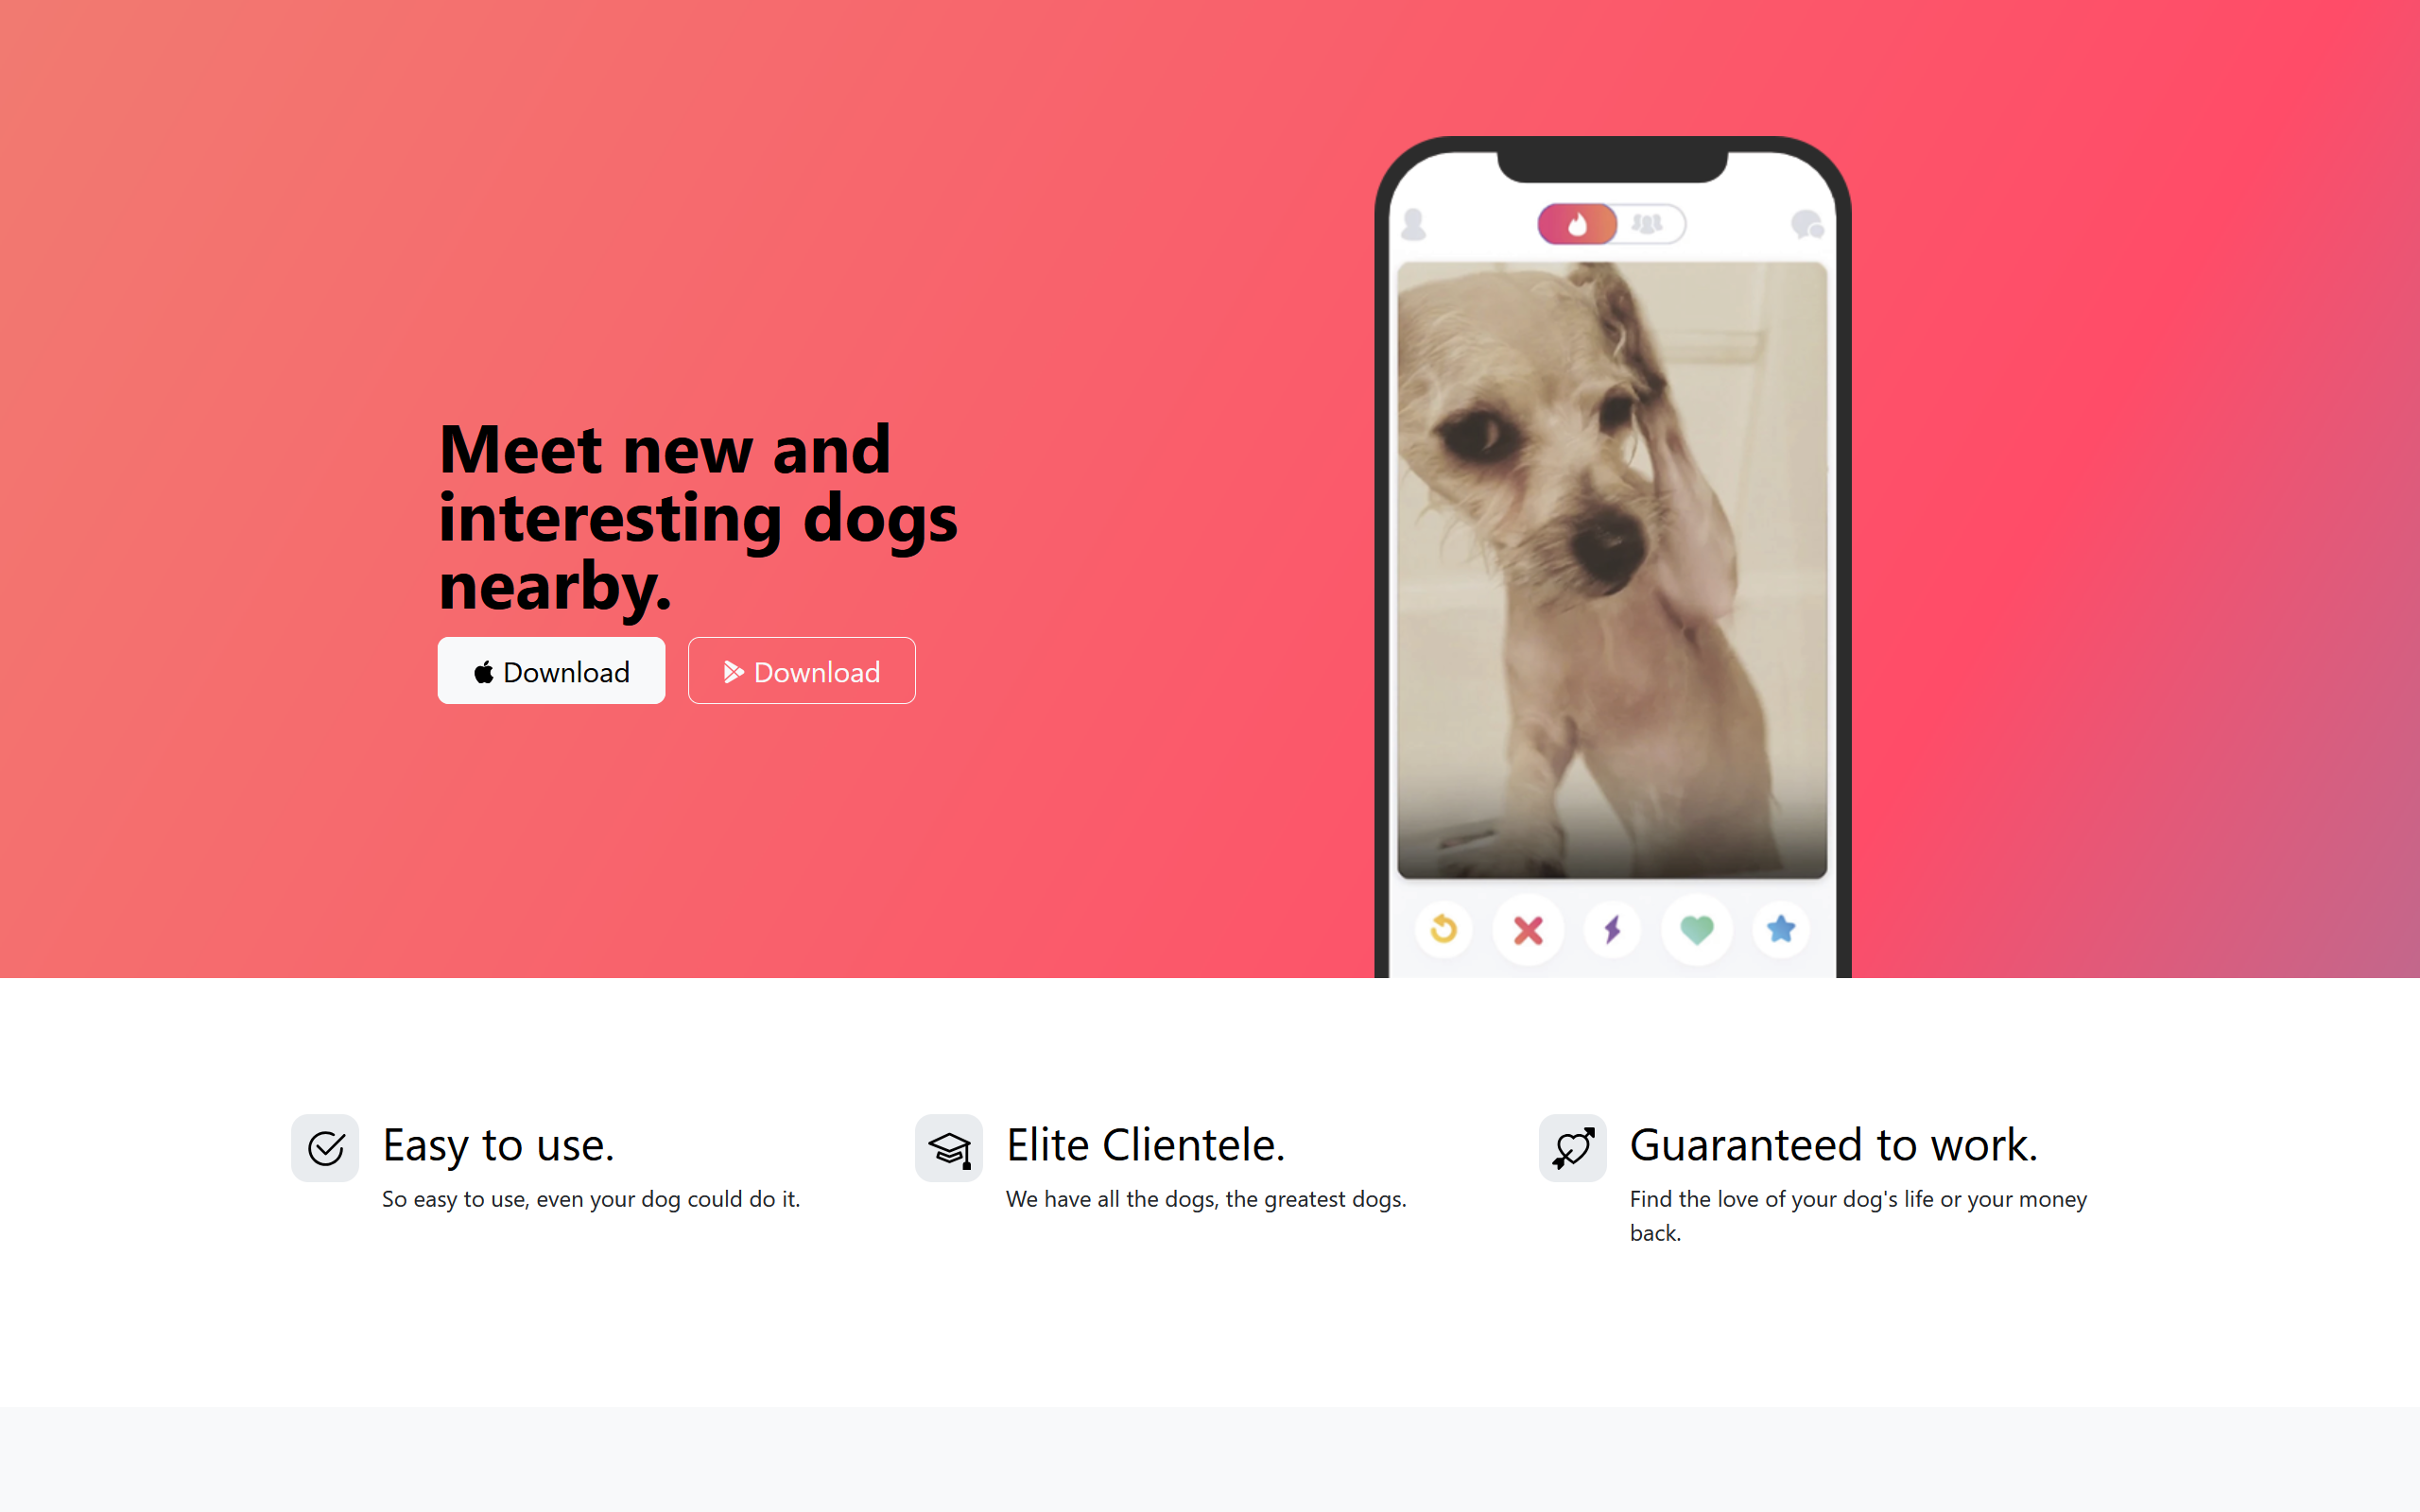 Meet new and
interesting dogs
nearby.
Download
Download
Easy to use.
So easy to use, even your dog could do it.
Elite Clientele.
We have all the dogs, the greatest dogs.
Guaranteed to work.
Find the love of your dog's life or your money
back.